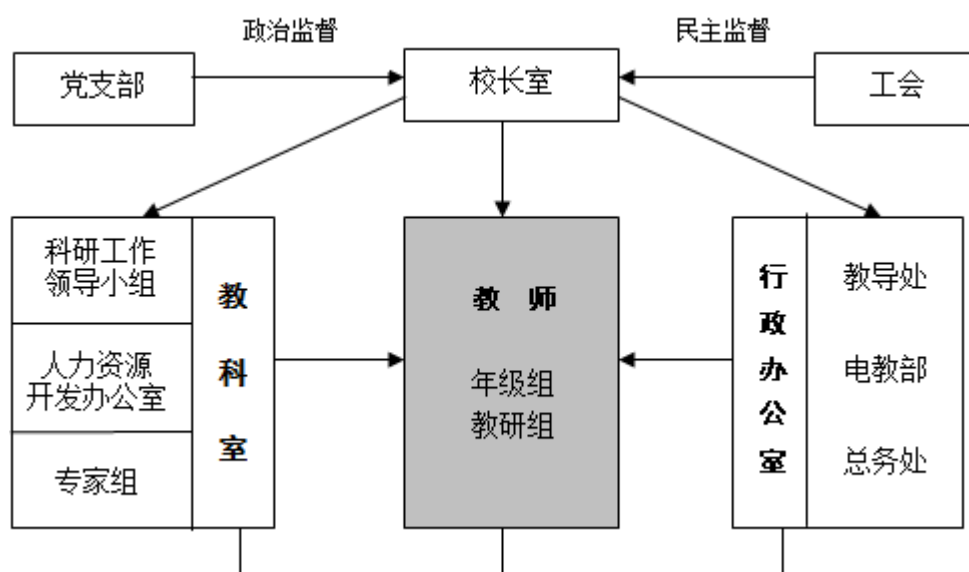 政治监督
民主监督
党支部
校长室
工会
科研工作
领导小组
人力资源
开发办公室
专家组
教科室
教 师
年级组
教研组
行政办公室
教导处
电教部
总务处